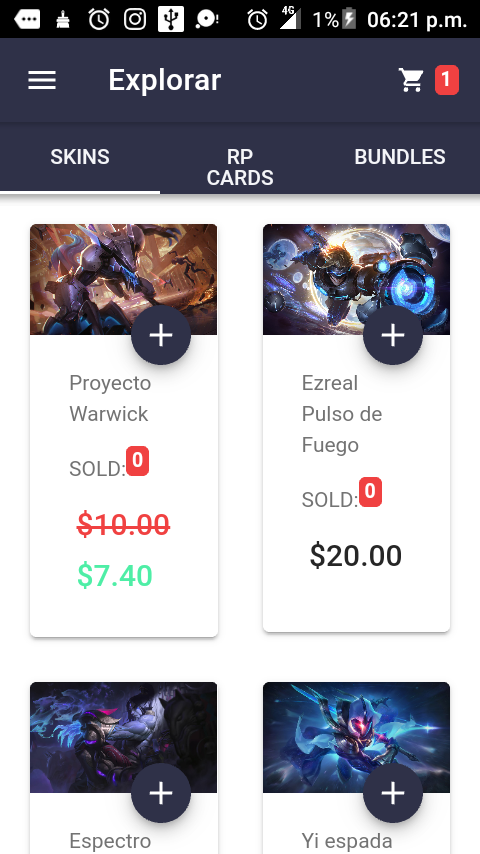 4G 1% 06:21 p.m.
Explorar 1
SKINS RP BUNDLES
CARDS
Proyecto
Warwick
SOLD: 0
$10.00
$7.40
Ezreal
Pulso de
Fuego
SOLD: 0
$20.00
Espectro
Yi espada